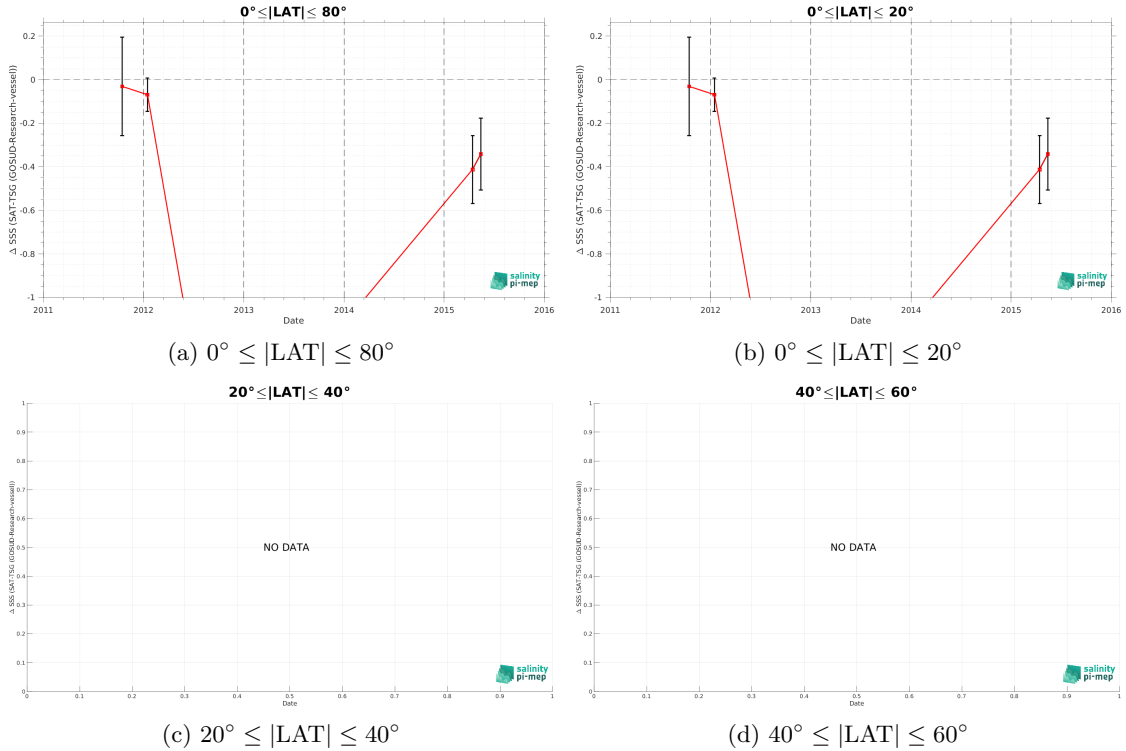 0°≤|LAT|≤ 80°
Δ SSS (SAT-TSG (GOSUD-Research-vessel))
0.2
0
-0.2
-0.4
-0.6
-0.8
-1
2011 2012 2013 2014 2015 2016
Date
salinity
pi-mep
(a) 0° ≤ |LAT| ≤ 80°
0°≤|LAT|≤ 20°
Δ SSS (SAT-TSG (GOSUD-Research-vessel))
0.2
0
-0.2
-0.4
-0.6
-0.8
-1
2011 2012 2013 2014 2015 2016
Date
salinity
pi-mep
(b) 0° ≤ |LAT| ≤ 20°
20°≤|LAT|≤ 40°
Δ SSS (SAT-TSG (GOSUD-Research-vessel))
1
0.9
0.8
0.7
0.6
0.5
0.4
0.3
0.2
0.1
0
NO DATA
0 0.1 0.2 0.3 0.4 0.5 0.6 0.7 0.8 0.9 1
Date
salinity
pi-mep
(c) 20° ≤ |LAT| ≤ 40°
40°≤|LAT|≤ 60°
Δ SSS (SAT-TSG (GOSUD-Research-vessel))
1
0.9
0.8
0.7
0.6
0.5
0.4
0.3
0.2
0.1
0
NO DATA
0 0.1 0.2 0.3 0.4 0.5 0.6 0.7 0.8 0.9 1
Date
salinity
pi-mep
(d) 40° ≤ |LAT| ≤ 60°